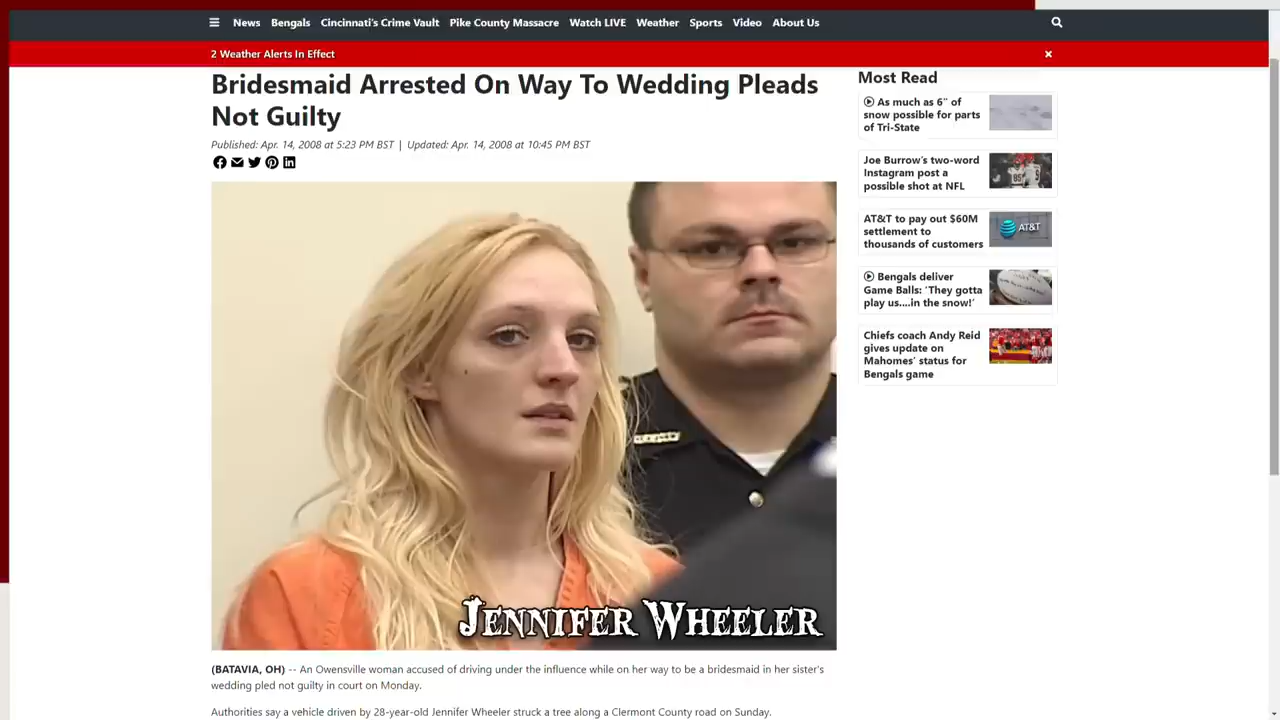 News Bengals Cincinnati's Crime Vault Pike County Massacre Watch LIVE Weather Sports Video About Us
2 Weather Alerts In Effect
Bridesmaid Arrested On Way To Wedding Pleads
Not Guilty
Published: Apr. 14, 2008 at 5:23 PM BST | Updated: Apr. 14, 2008 at 10:45 PM BST
JENNIFER WHEELER
(BATAVIA, OH) -- An Owensville woman accused of driving under the influence while on her way to be a bridesmaid in her sister's
wedding pled not guilty in court on Monday.
Authorities say a vehicle driven by 28-year-old Jennifer Wheeler struck a tree along a Clermont County road on Sunday.
Most Read
As much as 6” of
snow possible for parts
of Tri-State
Joe Burrow's two-word
Instagram post a
possible shot at NFL
AT&T to pay out $60M
settlement to
thousands of customers
AT&T
Bengals deliver
Game Balls: ‘They gotta
play us....in the snow!’
Chiefs coach Andy Reid
gives update on
Mahomes’ status for
Bengals game